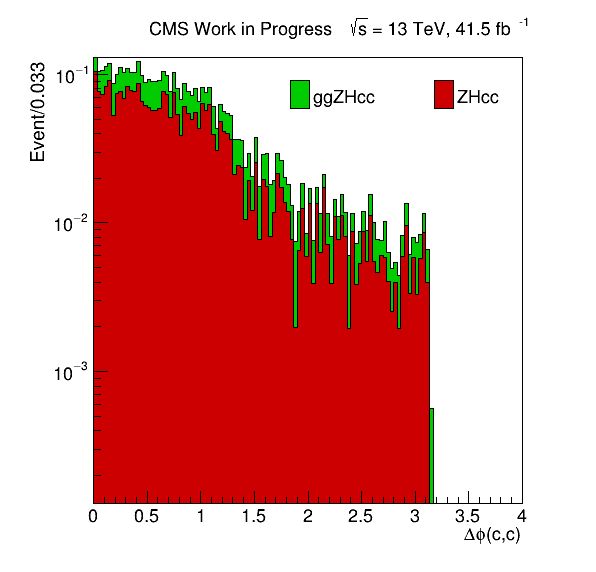 CMS Work in Progress √s = 13 TeV, 41.5 fb⁻¹
Event/0.033
ggZHcc ZHcc
10⁻¹
10⁻²
10⁻³
0 0.5 1 1.5 2 2.5 3 3.5 4
Δϕ(c,c)